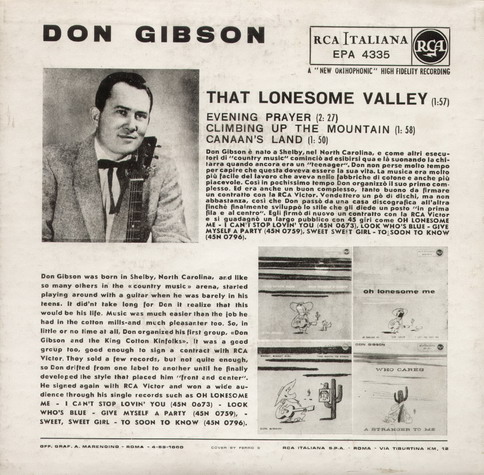 DON GIBSON
RCA ITALIANA
EPA 4335
RCA
A "NEW ORTHOPHONIC" HIGH FIDELITY RECORDING
THAT LONESOME VALLEY (1:57)
EVENING PRAYER (2: 27)
CLIMBING UP THE MOUNTAIN (1: 58)
CANAAN'S LAND (1: 50)
Don Gibson è nato a Shelby, nel North Carolina, e come altri esecu-
tori di "country music" cominciò ad esibirsi qua e là suonando la chi-
tarra quando ancora era un "teenager". Don non perse molto tempo
per capire che questa doveva essere la sua vita. La musica era molto
più facile del lavoro che aveva nelle fabbriche di cotone e anche più
piacevole. Così in pochissimo tempo Don organizzò il suo primo com-
plesso. Ed era anche un buon complesso, tanto buono da firmare
un contratto con la RCA Victor. Vendettero un pò di dischi, ma non
abbastanza, così che Don passò da una casa discografica all'altra
finchè finalmente sviluppò lo stile che gli diede un posto "in prima
fila e al centro". Egli firmò di nuovo un contratto con la RCA Victor
e si guadagnò un largo pubblico con 45 giri come OH LONESOME
ME - I CAN'T STOP LOVIN' YOU (45N 0673), LOOK WHO'S BLUE - GIVE
MYSELF A PARTY (45N 0759), SWEET SWEET GIRL - TO SOON TO KNOW
(45N 0796).
Don Gibson was born in Shelby, North Carolina, and like
so many others in the «country music» arena, started
playing around with a guitar when he was barely in his
teens. It didn't take long for Don it realize that this
would be his life. Music was much easier than the job he
had in the cotton mills-and much pleasanter too. So, in
little or no time at all, Don organized his first group, «Don
Gibson and the King Cotton Kinfolks». It was a good
group too, good enough to sign a contract with RCA
Victor. They sold a few records, but not quite enough,
so Don drifted from one label to another until he finally
developed the style that placed him "front and center".
He signed again with RCA Victor and won a wide au-
dience through his single records such as OH LONESOME
ME - I CAN'T STOP LOVIN' YOU (45N 0673) - LOOK
WHO'S BLUE - GIVE MYSELF A PARTY (45N 0759), -
SWEET, SWEET GIRL - TO SOON TO KNOW (45N 0796).
oh lonesome me
DON GIBSON
WHO CARES
A STRANGER TO ME
OFF. GRAF. A. MARENDINO - ROMA -
COVER BY
RCA ITALIANA S.P.A. - ROMA - VIA TIBURTINA KM, 12